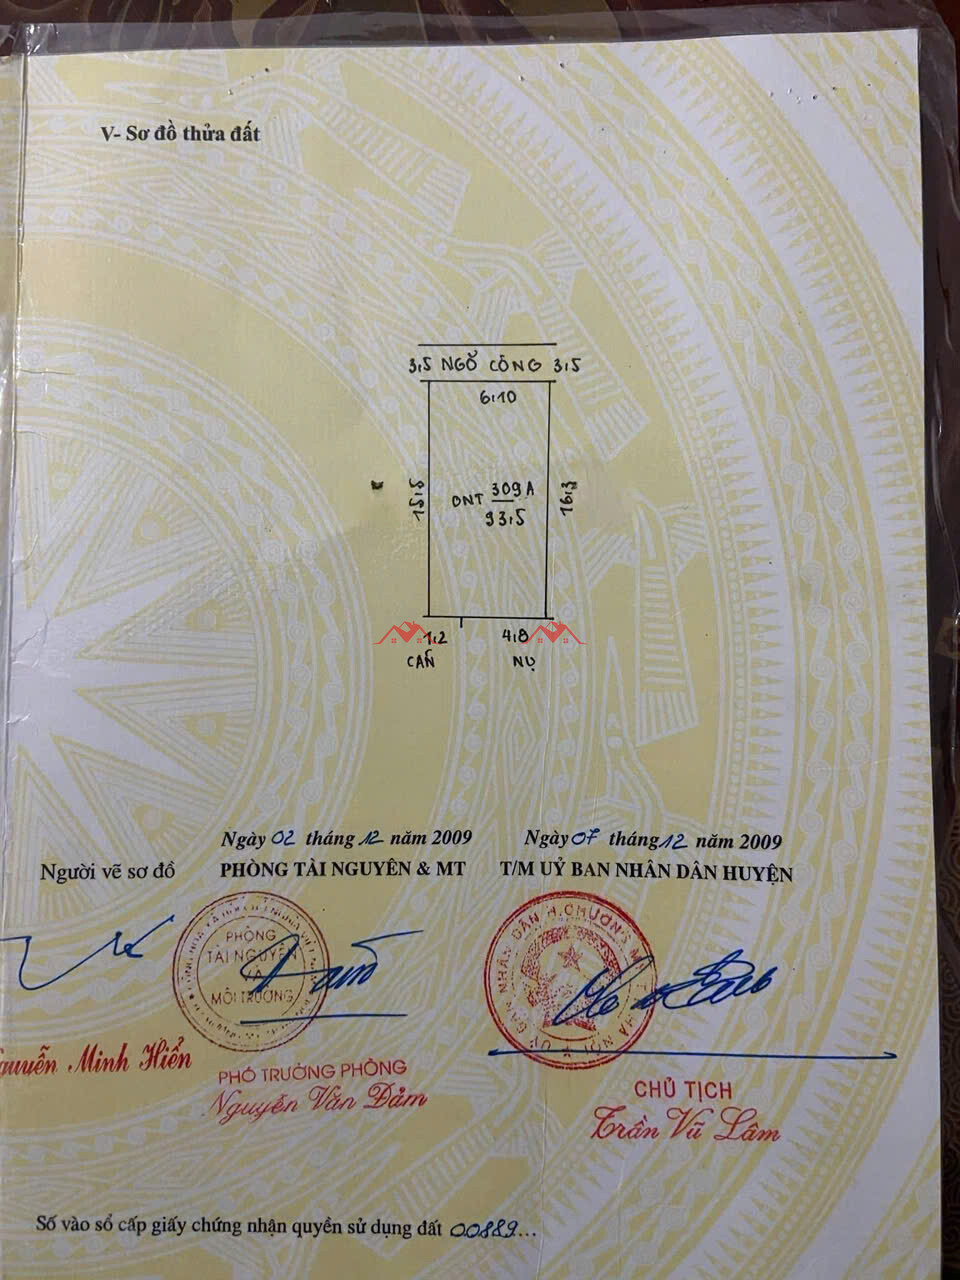 V- Sơ đồ thửa đất
3,5 NGÕ CÔNG 3,5
6,10
15,5
ONT 309A
93,5
16,3
1,2
4,8
CẤN
NỤ
Ngày 02 tháng 12 năm 2009
Ngày 07 tháng 12 năm 2009
Người vẽ sơ đồ
PHÒNG TÀI NGUYÊN & MT
T/M UỶ BAN NHÂN DÂN HUYỆN
PHÒNG
TÀI NGUYÊN
VÀ
MÔI TRƯỜNG
Nguyễn Minh Hiển
PHÓ TRƯỞNG PHÒNG
Nguyễn Văn Đảm
CHỦ TỊCH
Trần Vũ Lâm
Số vào sổ cấp giấy chứng nhận quyền sử dụng đất 00889...